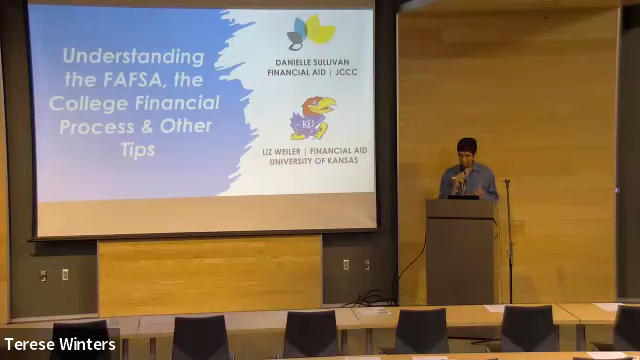 Understanding
the FAFSA, the
College Financial
Process & Other
Tips
DANIELLE SULLIVAN
FINANCIAL AID | JCCC
KU
LIZ WEILER | FINANCIAL AID
UNIVERSITY OF KANSAS
Terese Winters